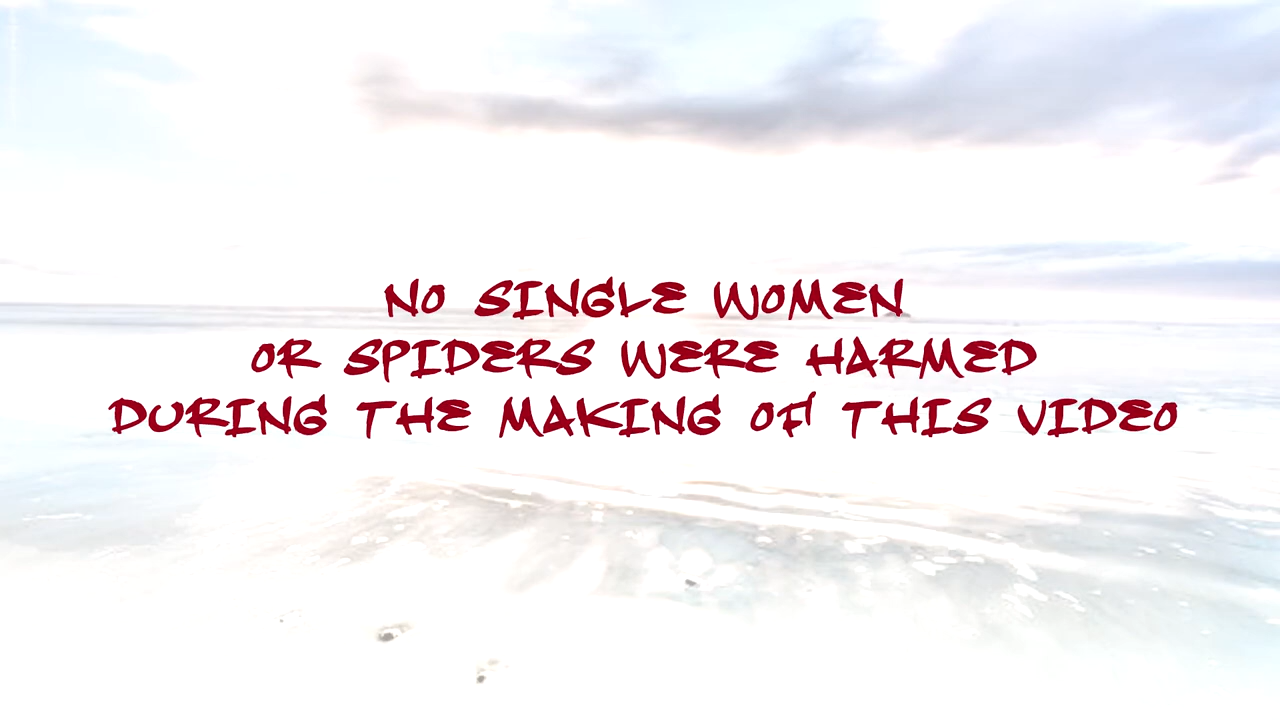 NO SINGLE WOMEN
OR SPIDERS WERE HARMED
DURING THE MAKING OF THIS VIDEO